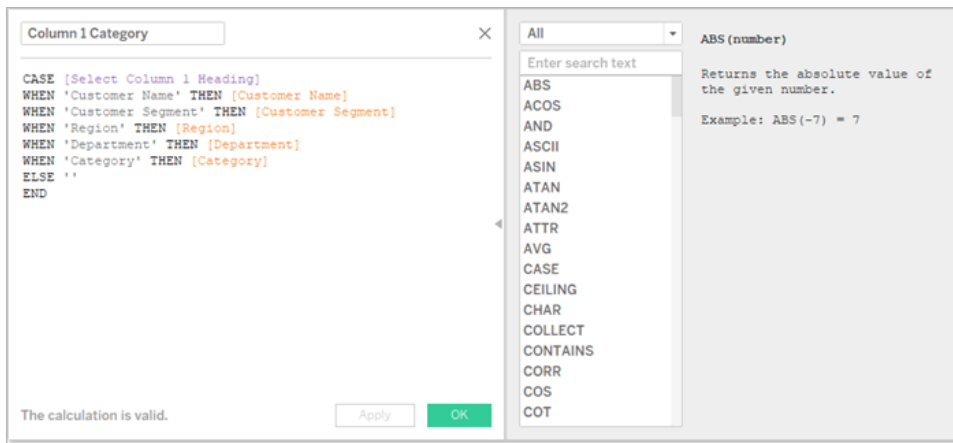 Column 1 Category
CASE [Select Column 1 Heading]
WHEN 'Customer Name' THEN [Customer Name]
WHEN 'Customer Segment' THEN [Customer Segment]
WHEN 'Region' THEN [Region]
WHEN 'Department' THEN [Department]
WHEN 'Category' THEN [Category]
ELSE ''
END
The calculation is valid.
Apply
OK
All
Enter search text
ABS
ACOS
AND
ASCII
ASIN
ATAN
ATAN2
ATTR
AVG
CASE
CEILING
CHAR
COLLECT
CONTAINS
CORR
COS
COT
ABS(number)
Returns the absolute value of
the given number.
Example: ABS(-7) = 7